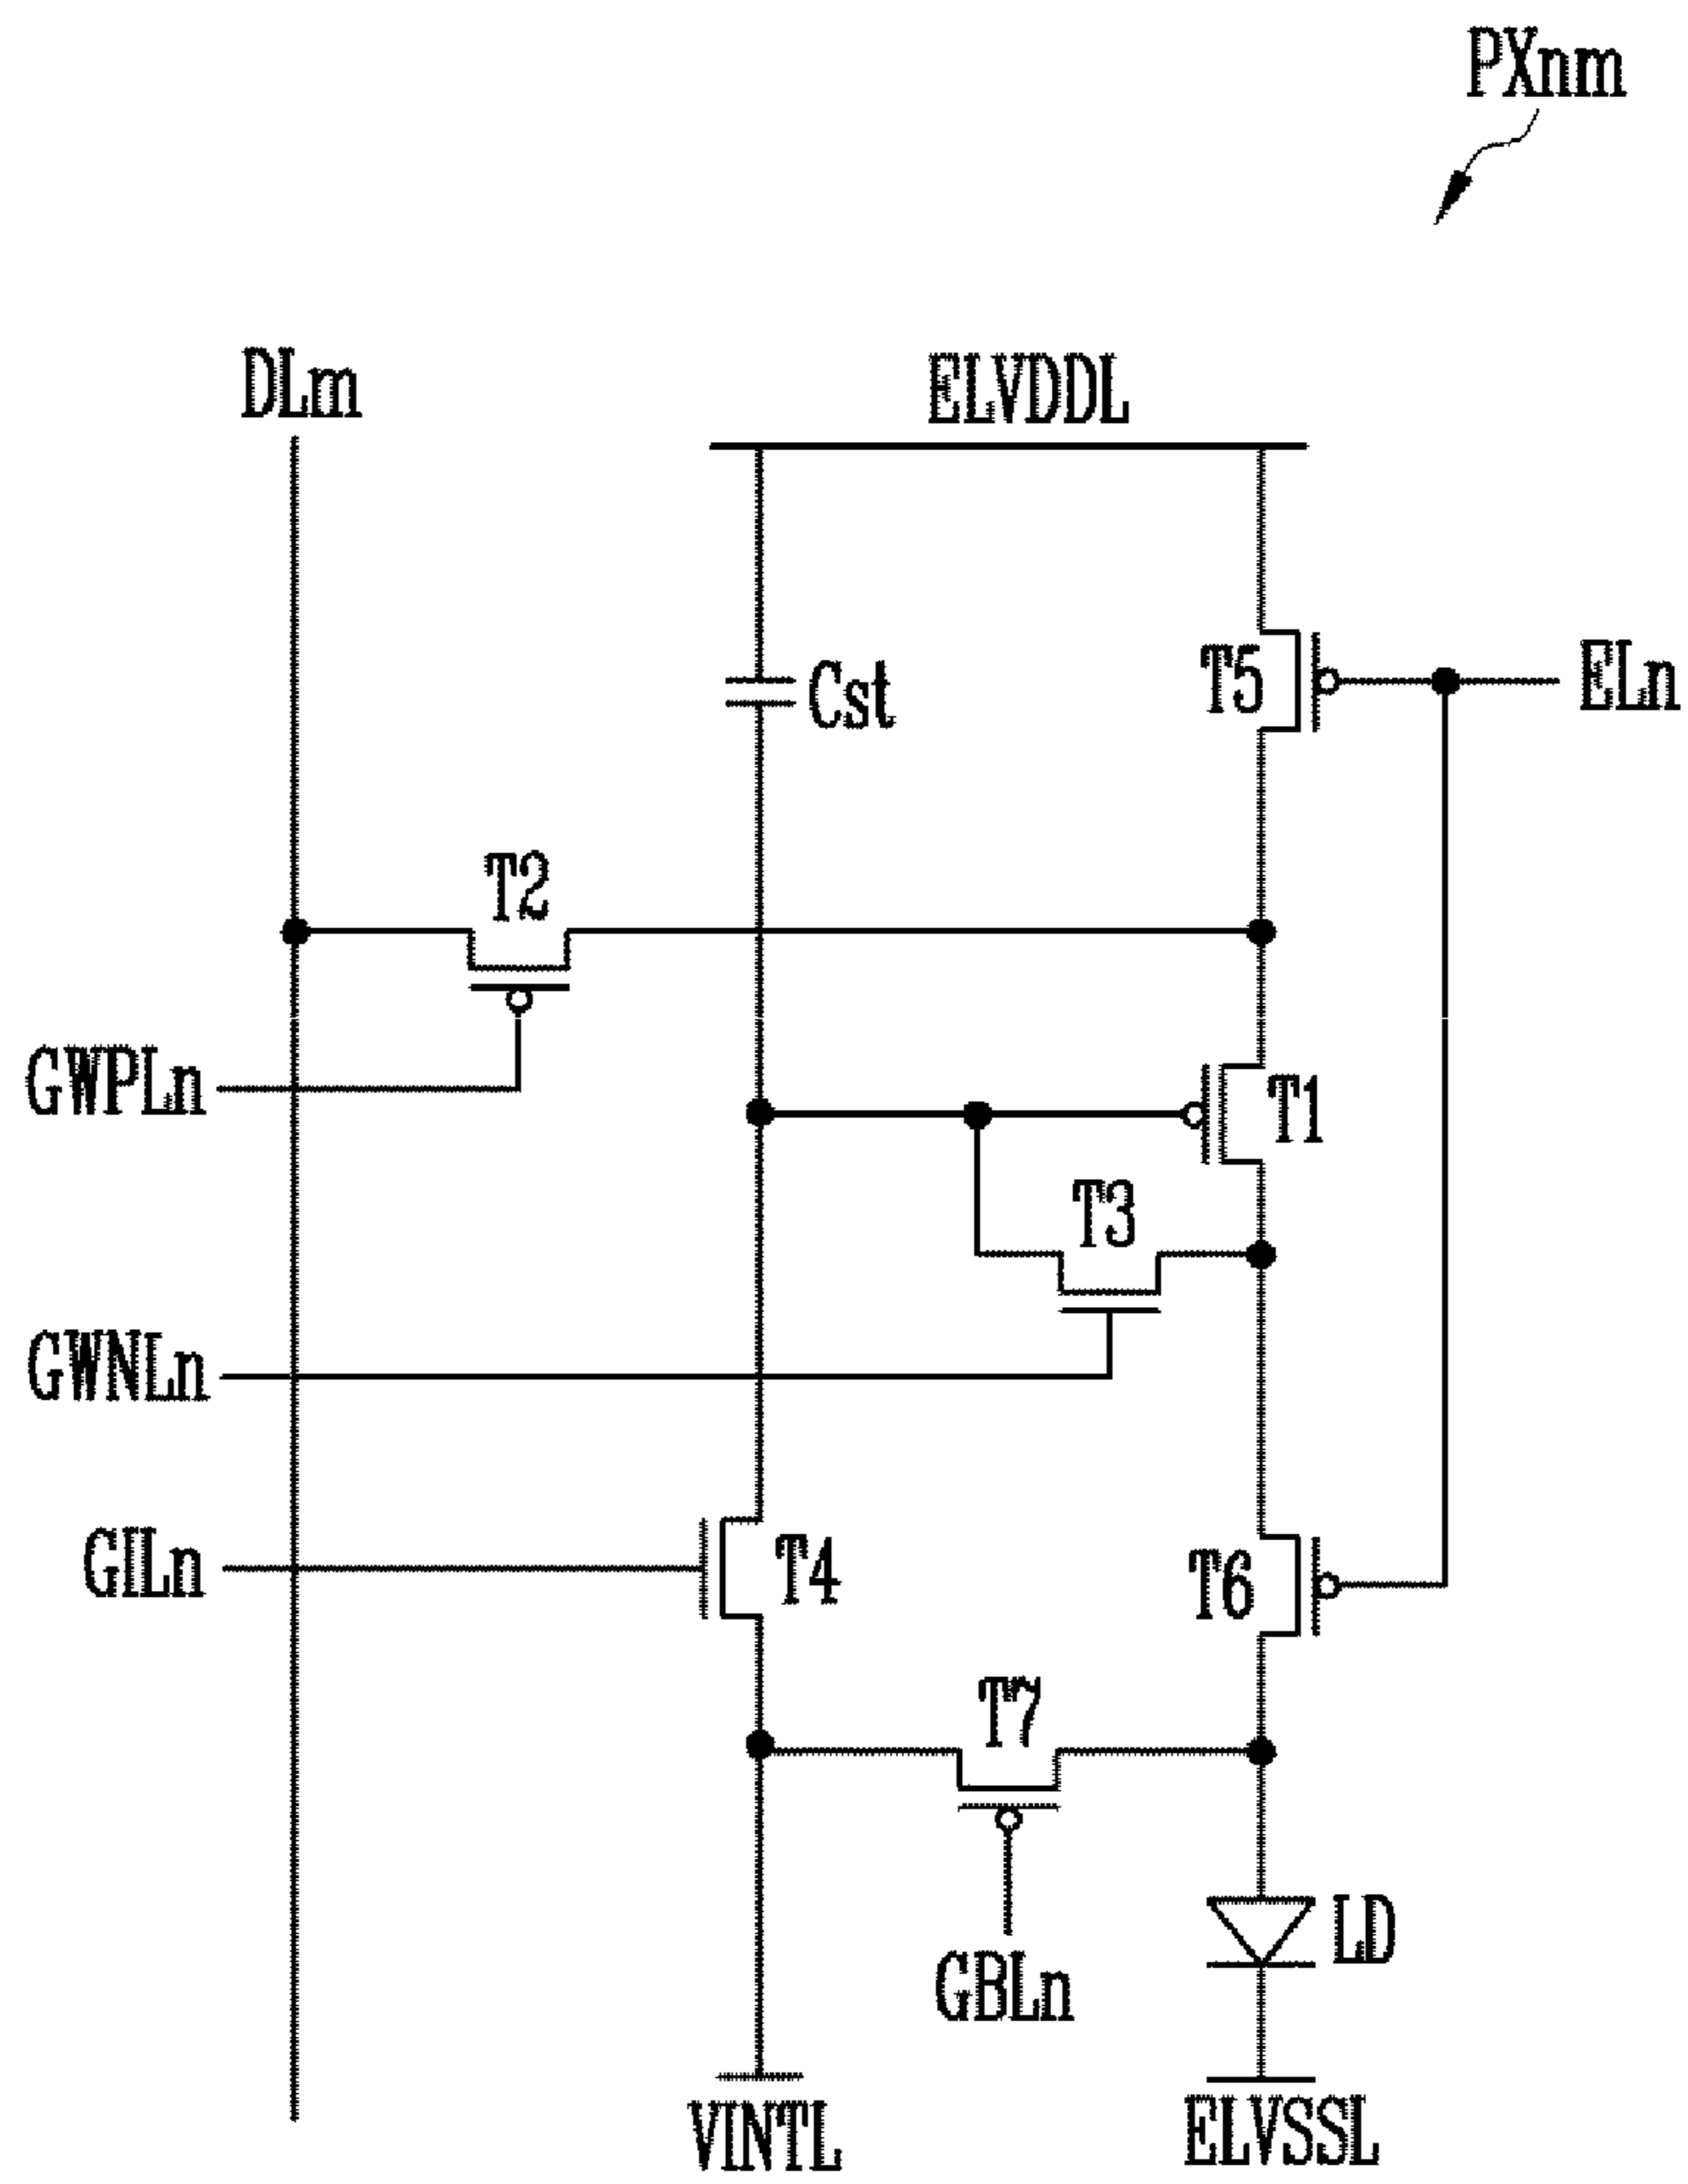 PXnm
DLm
ELVDDL
T5
ELn
Cst
T2
GWPLn
T1
T3
GWNLn
GILn
T4
T6
T7
LD
GBLn
VINTL
ELVSSL